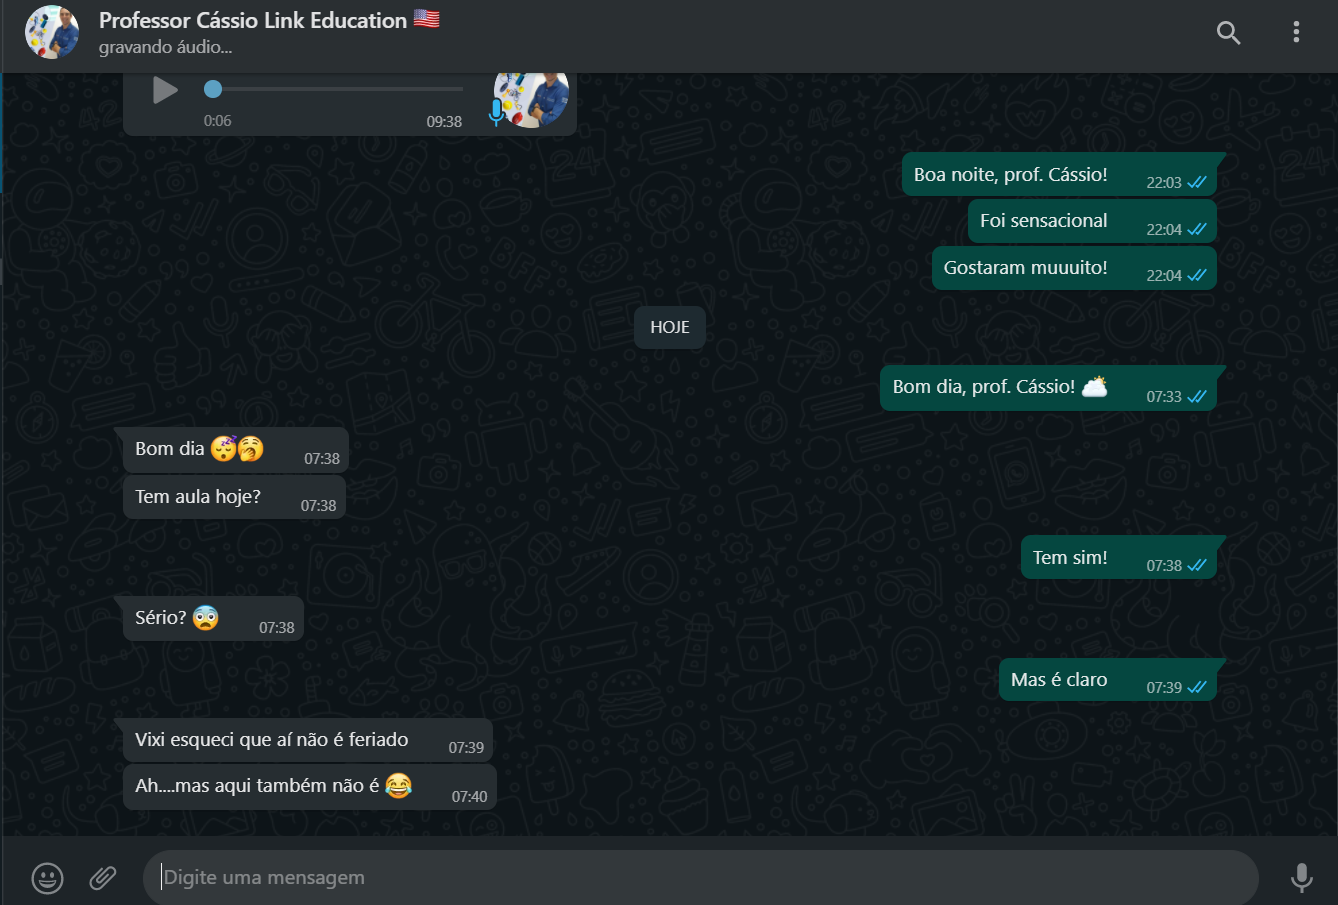 Professor Cássio Link Education 🇺🇸
gravando áudio...
0:06
09:38
Boa noite, prof. Cássio!
22:03
Foi sensacional
22:04
Gostaram muuuito!
22:04
HOJE
Bom dia, prof. Cássio! 🌥️
07:33
Bom dia 😴🥱
07:38
Tem aula hoje?
07:38
Tem sim!
07:38
Sério? 😨
07:38
Mas é claro
07:39
Vixi esqueci que aí não é feriado
07:39
Ah....mas aqui também não é 😂
07:40
Digite uma mensagem